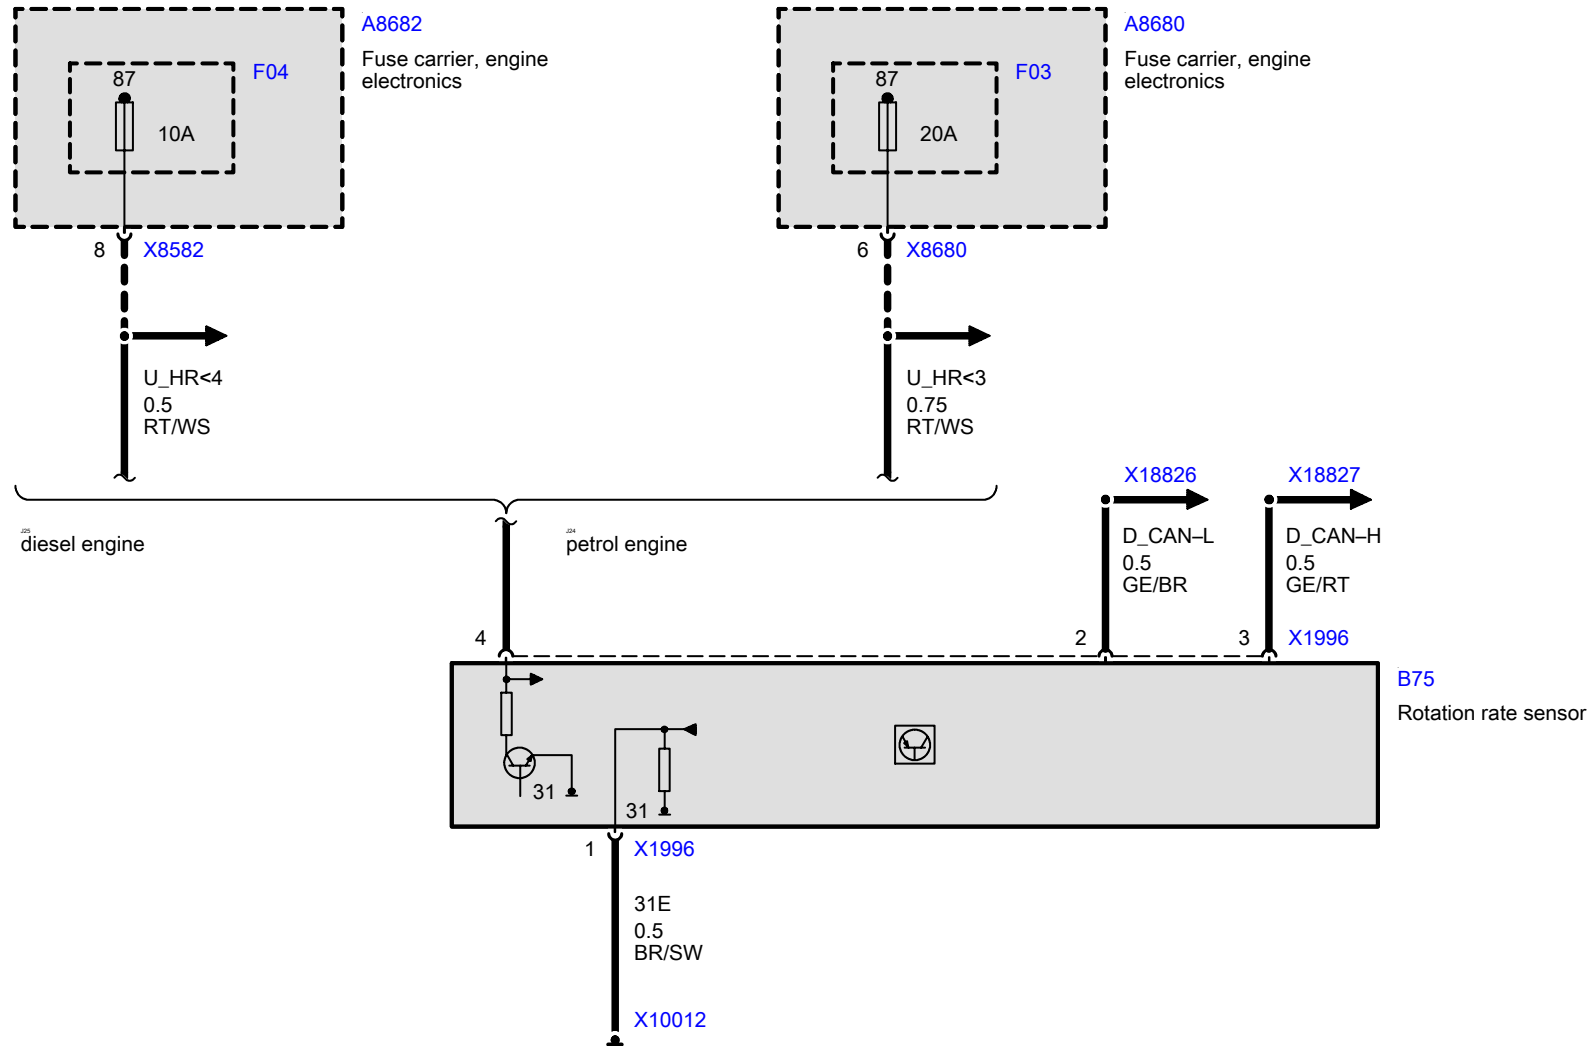 A8682
Fuse carrier, engine
electronics
F04
87
10A
8
X8582
U_HR<4
0.5
RT/WS
A8680
Fuse carrier, engine
electronics
F03
87
20A
6
X8680
U_HR<3
0.75
RT/WS
J25
diesel engine
J24
petrol engine
X18826
D_CAN–L
0.5
GE/BR
X18827
D_CAN–H
0.5
GE/RT
4
2
3
X1996
B75
Rotation rate sensor
31
31
1
X1996
31E
0.5
BR/SW
X10012